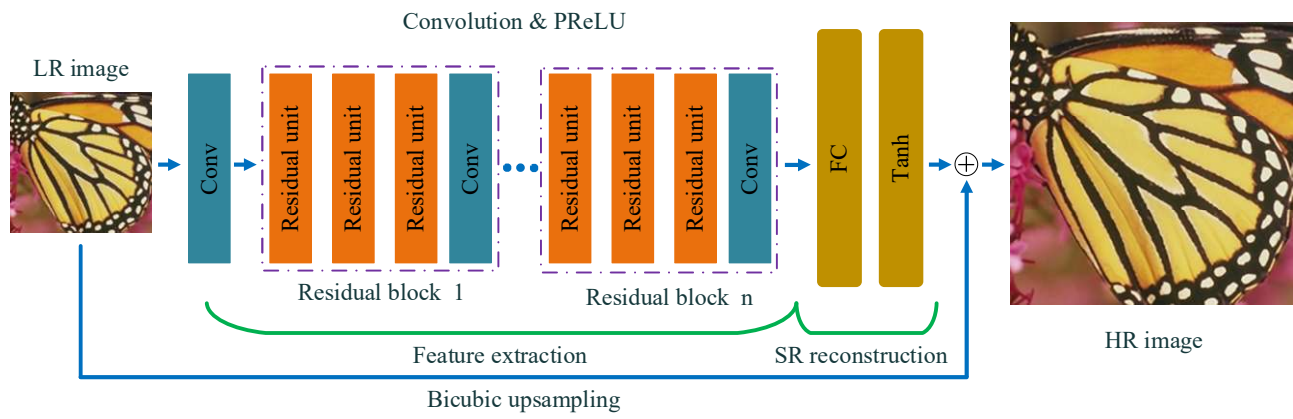 Convolution & PReLU
LR image
Conv
Residual unit
Residual unit
Residual unit
Conv
Residual unit
Residual unit
Residual unit
Conv
FC
Tanh
Residual block 1
Residual block n
Feature extraction
SR reconstruction
HR image
Bicubic upsampling